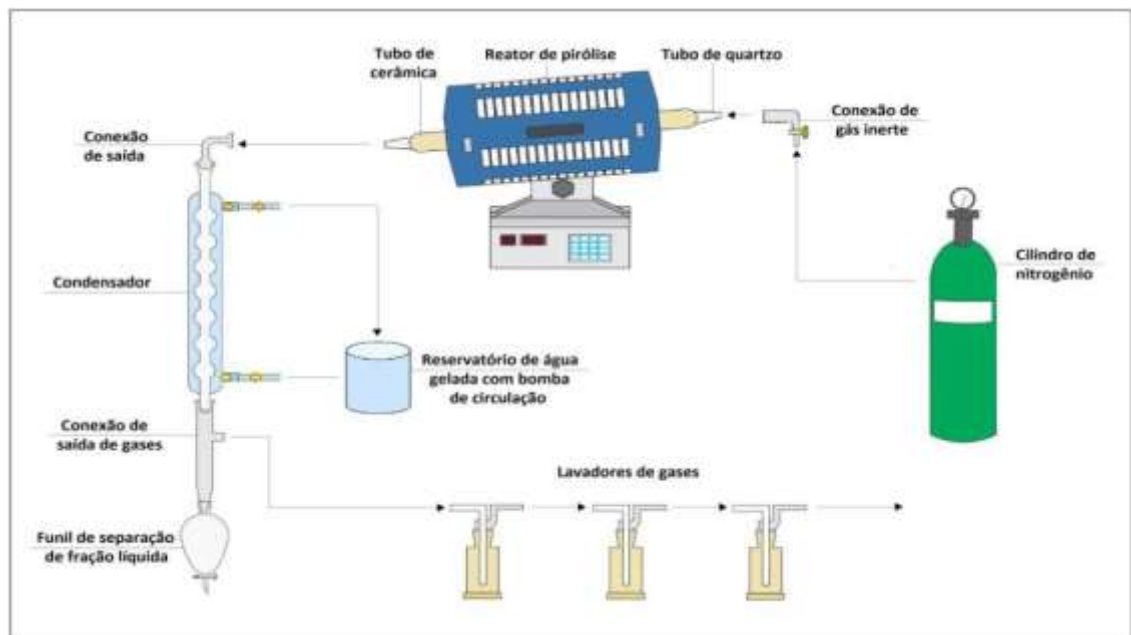 Tubo de
cerâmica
Reator de pirólise
Tubo de quartzo
Conexão de
gás inerte
Conexão
de saída
Cilindro de
nitrogênio
Condensador
Reservatório de água
gelada com bomba
de circulação
Conexão de
saída de gases
Lavadores de gases
Funil de separação
de fração líquida